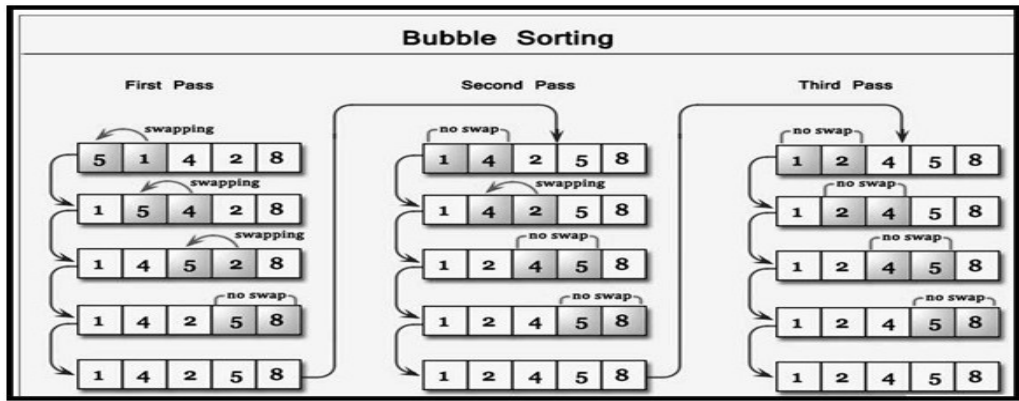 Bubble Sorting
First Pass
swapping
5 1 4 2 8
swapping
1 5 4 2 8
swapping
1 4 5 2 8
no swap
1 4 2 5 8
1 4 2 5 8
Second Pass
no swap
1 4 2 5 8
swapping
1 4 2 5 8
no swap
1 2 4 5 8
no swap
1 2 4 5 8
1 2 4 5 8
Third Pass
no swap
1 2 4 5 8
no swap
1 2 4 5 8
no swap
1 2 4 5 8
no swap
1 2 4 5 8
1 2 4 5 8